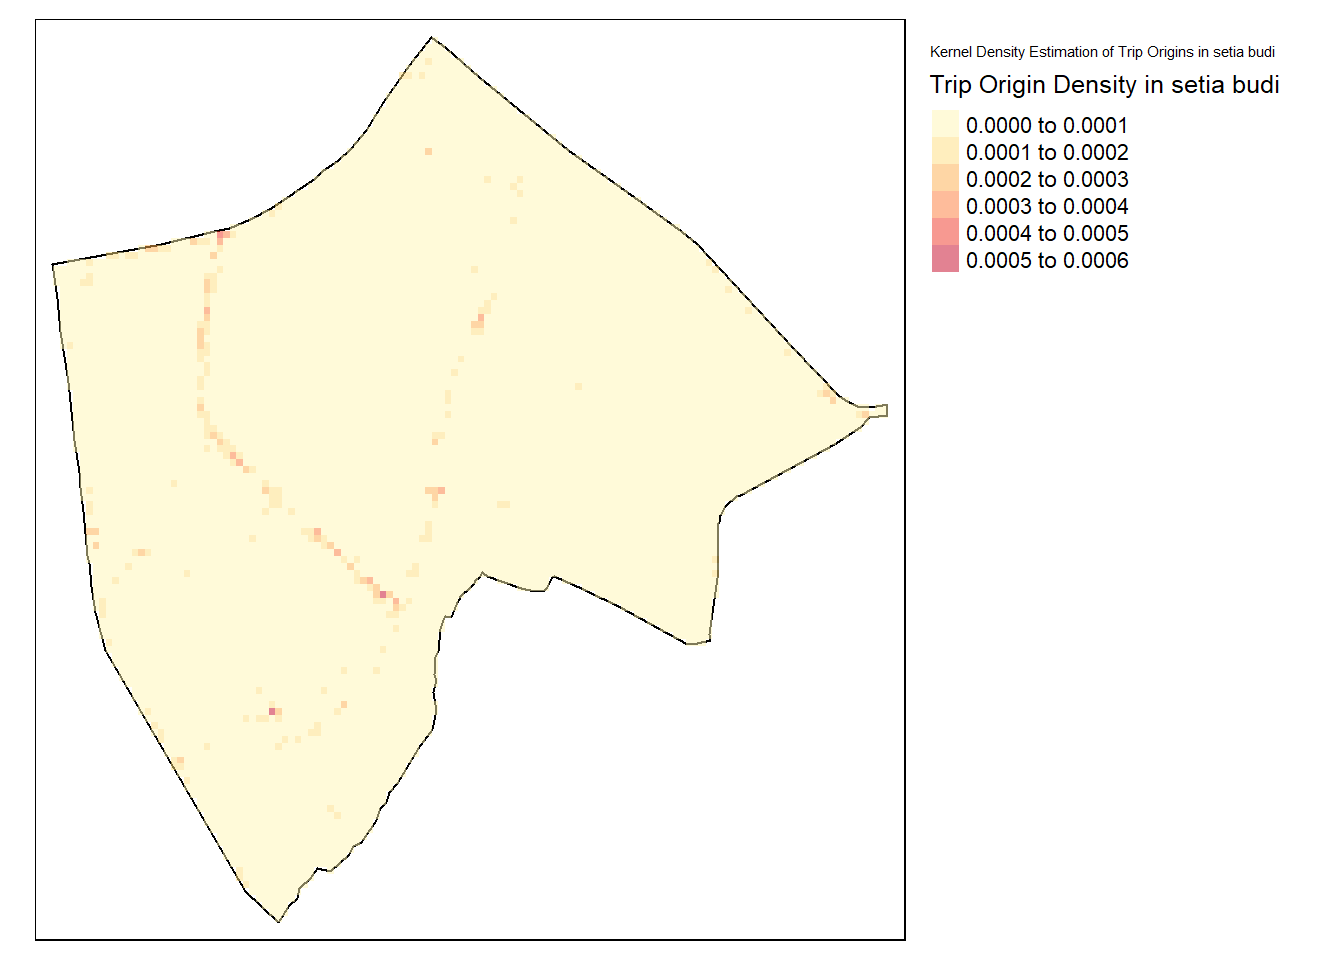 Kernel Density Estimation of Trip Origins in setia budi
Trip Origin Density in setia budi
0.0000 to 0.0001
0.0001 to 0.0002
0.0002 to 0.0003
0.0003 to 0.0004
0.0004 to 0.0005
0.0005 to 0.0006